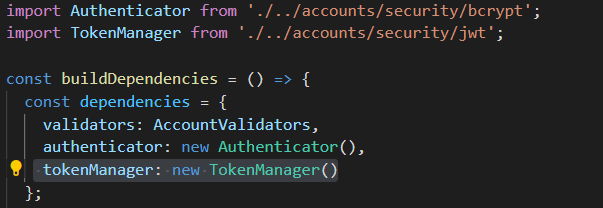 import Authenticator from './../accounts/security/bcrypt';
import TokenManager from './../accounts/security/jwt';

const buildDependencies = () => {
  const dependencies = {
    validators: AccountValidators,
    authenticator: new Authenticator(),
    tokenManager: new TokenManager()
  };